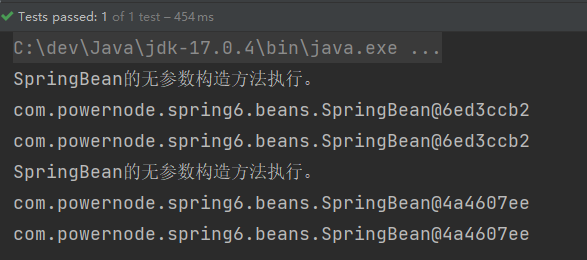 Tests passed: 1 of 1 test – 454 ms
C:\dev\Java\jdk-17.0.4\bin\java.exe ...
SpringBean的无参数构造方法执行。
com.powernode.spring6.beans.SpringBean@6ed3ccb2
com.powernode.spring6.beans.SpringBean@6ed3ccb2
SpringBean的无参数构造方法执行。
com.powernode.spring6.beans.SpringBean@4a4607ee
com.powernode.spring6.beans.SpringBean@4a4607ee